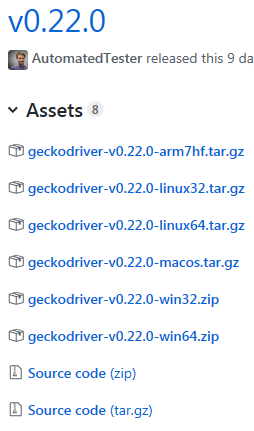 v0.22.0
AutomatedTester released this 9 da
Assets 8
geckodriver-v0.22.0-arm7hf.tar.gz
geckodriver-v0.22.0-linux32.tar.gz
geckodriver-v0.22.0-linux64.tar.gz
geckodriver-v0.22.0-macos.tar.gz
geckodriver-v0.22.0-win32.zip
geckodriver-v0.22.0-win64.zip
Source code (zip)
Source code (tar.gz)